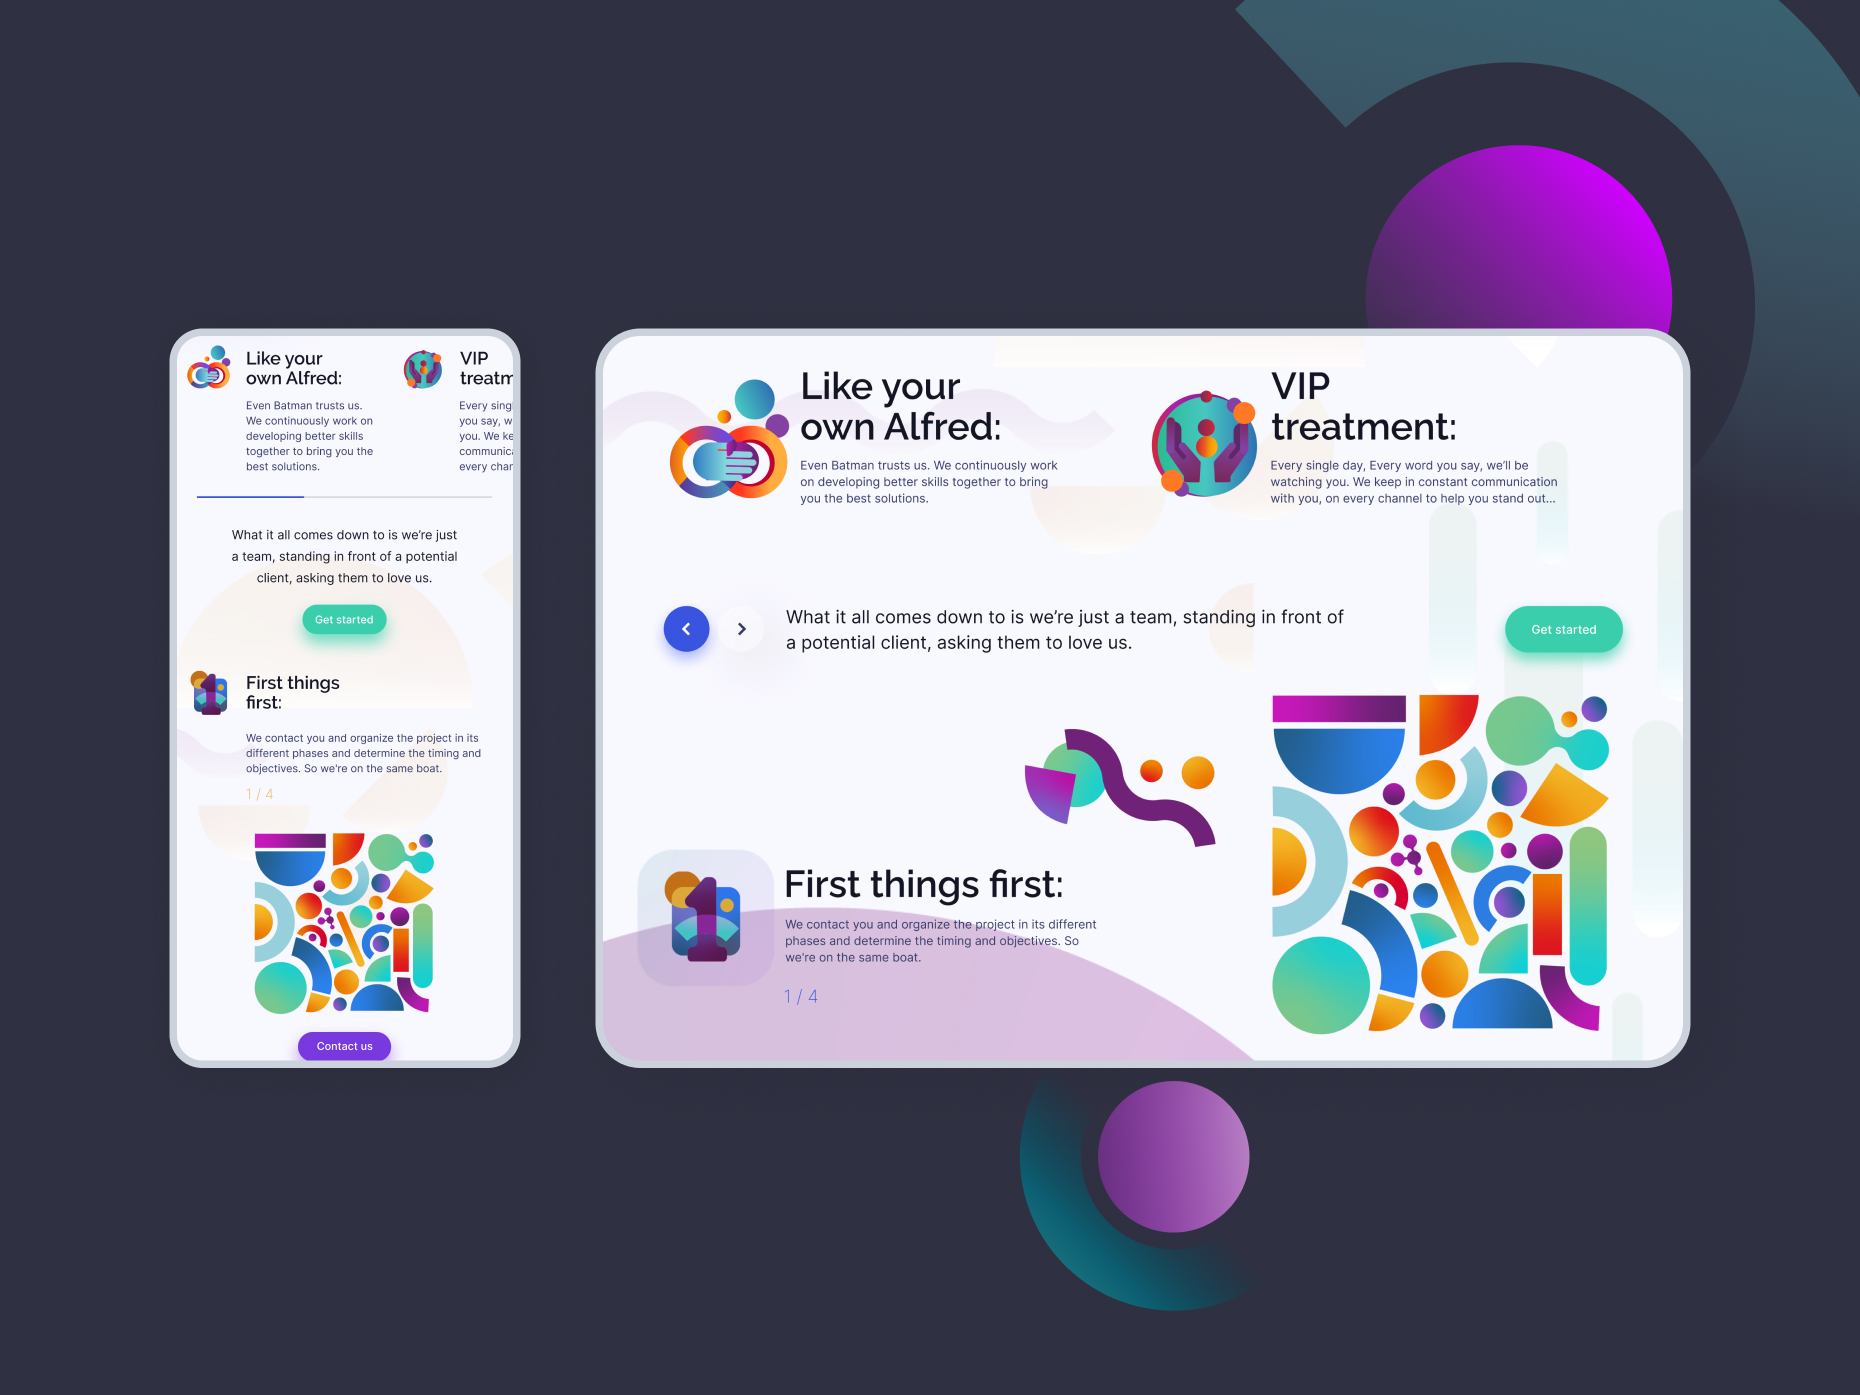 Like your
own Alfred:
Even Batman trusts us.
We continuously work on
developing better skills
together to bring you the
best solutions.
VIP
treatm
Every singl
you say, w
you. We ke
communica
every chan
What it all comes down to is we're just
a team, standing in front of a potential
client, asking them to love us.
Get started
First things
first:
We contact you and organize the project in its
different phases and determine the timing and
objectives. So we're on the same boat.
1 / 4
Contact us
Like your
own Alfred:
Even Batman trusts us. We continuously work
on developing better skills together to bring
you the best solutions.
VIP
treatment:
Every single day, Every word you say, we'll be
watching you. We keep in constant communication
with you, on every channel to help you stand out...
What it all comes down to is we're just a team, standing in front of
a potential client, asking them to love us.
Get started
First things first:
We contact you and organize the project in its different
phases and determine the timing and objectives. So
we're on the same boat.
1 / 4